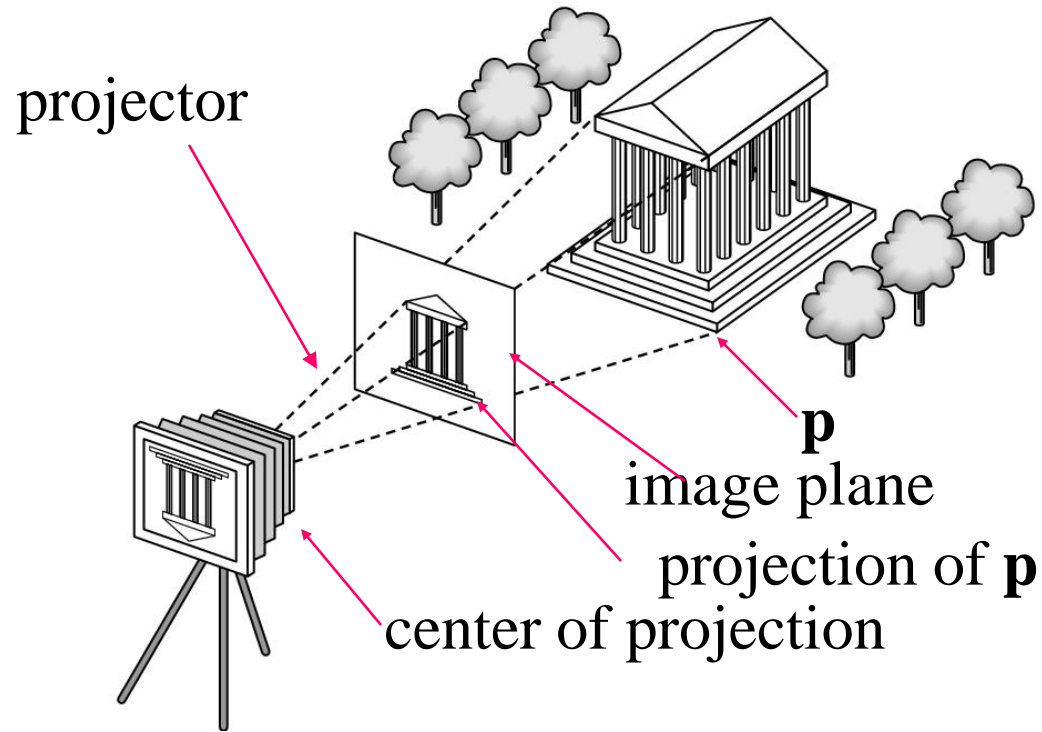 projector
p
image plane
projection of p
center of projection